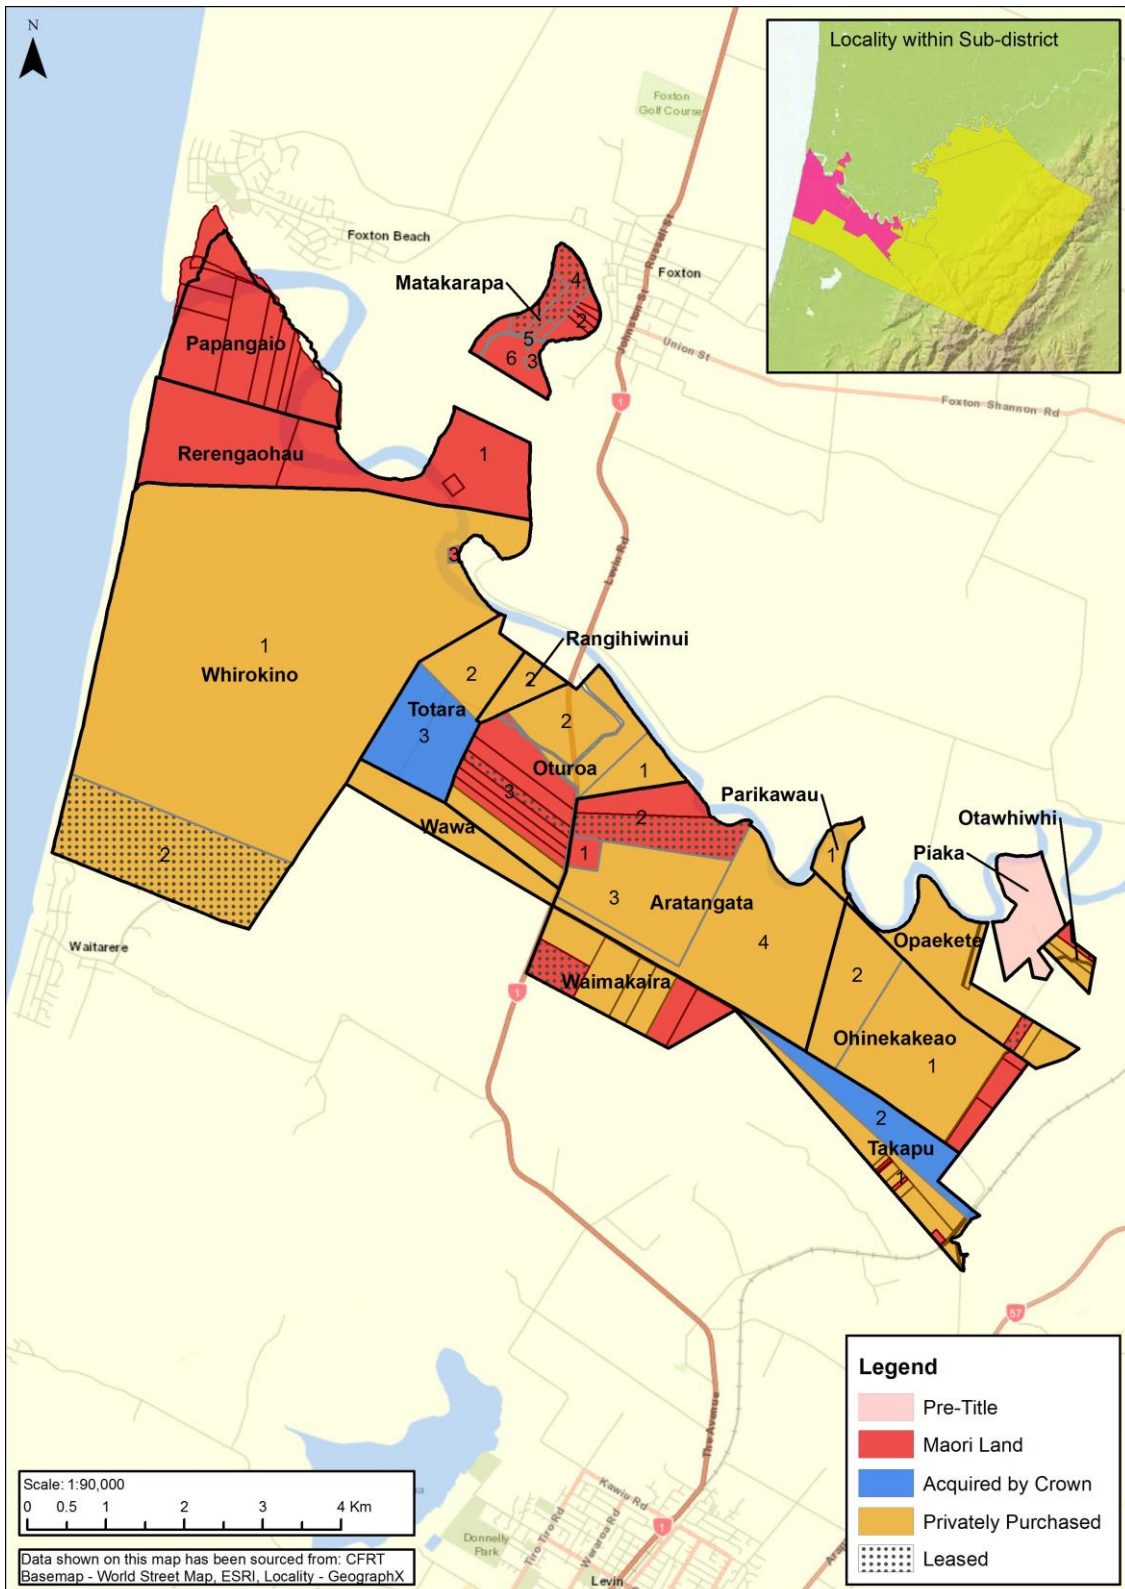 N
Locality within Sub-district
Foxton
Golf Course
Russell St
Foxton Beach
Foxton
Matakarapa
4
2
5
6
3
Johnston St
Union St
Papangaio
1
Foxton Shannon Rd
Rerengaohau
1
3
Levin Rd
Rangihiwinui
1
Whirokino
2
2
Totara
3
2
Oturoa
1
3
Wawa
2
1
Parikawau
1
Otawhiwhi
Piaka
2
3
Aratangata
4
Opaekete
2
Waitarere
Waimakaira
1
Ohinekakeao
1
2
Takapu
57
The Avenue
Legend
Pre-Title
Maori Land
Acquired by Crown
Privately Purchased
Leased
Scale: 1:90,000
0 0.5 1 2 3 4 Km
Kawiu Rd
1
Tiro Tiro Rd
Weraroa Rd
Donnelly
Park
Levin
Data shown on this map has been sourced from: CFRT
Basemap - World Street Map, ESRI, Locality - GeographX